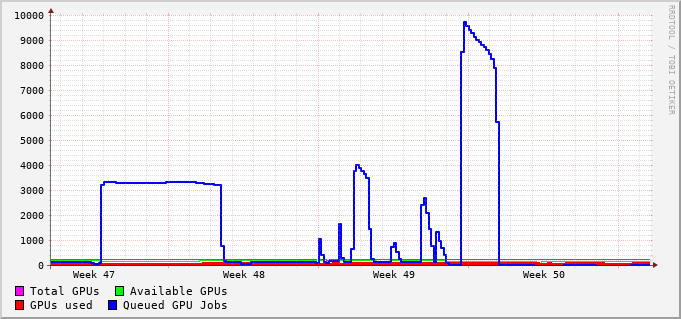 10000
9000
8000
7000
6000
5000
4000
3000
2000
1000
0
Week 47 Week 48 Week 49 Week 50
Total GPUs Available GPUs
GPUs used Queued GPU Jobs
RRDTOOL / TOBI OETIKER